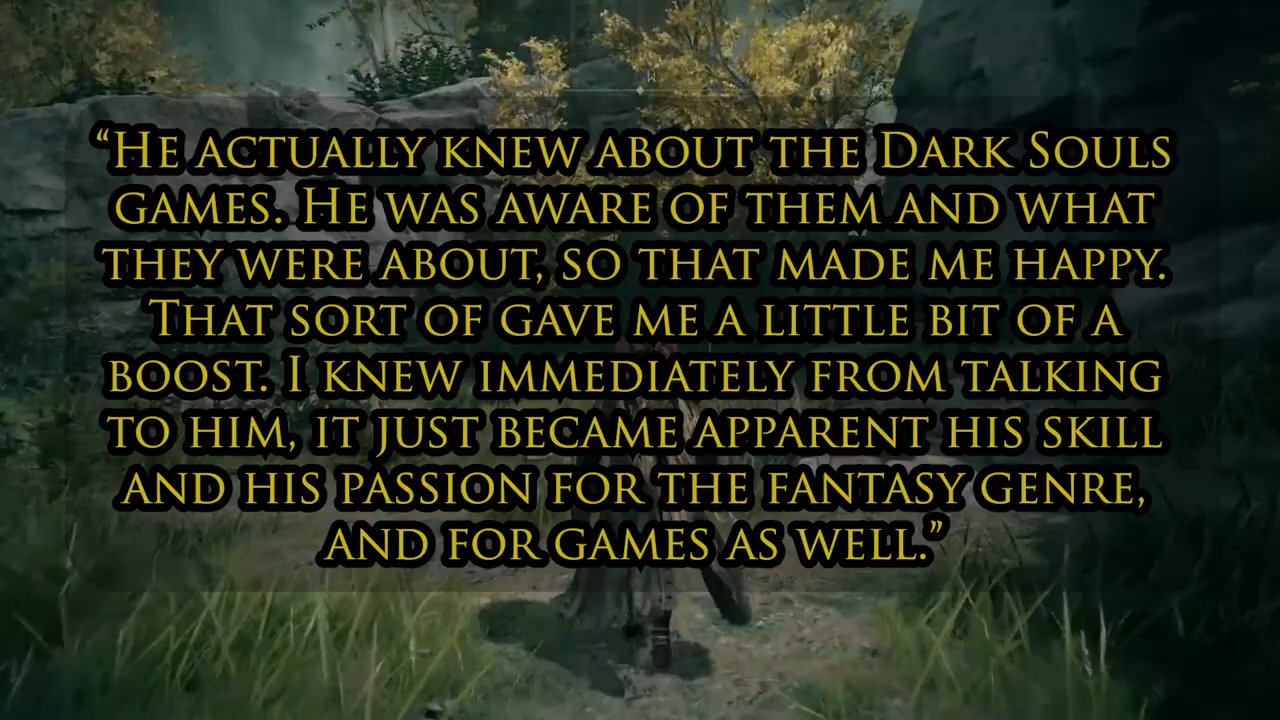 “He actually knew about the Dark Souls
games. He was aware of them and what
they were about, so that made me happy.
That sort of gave me a little bit of a
boost. I knew immediately from talking
to him, it just became apparent his skill
and his passion for the fantasy genre,
and for games as well.”